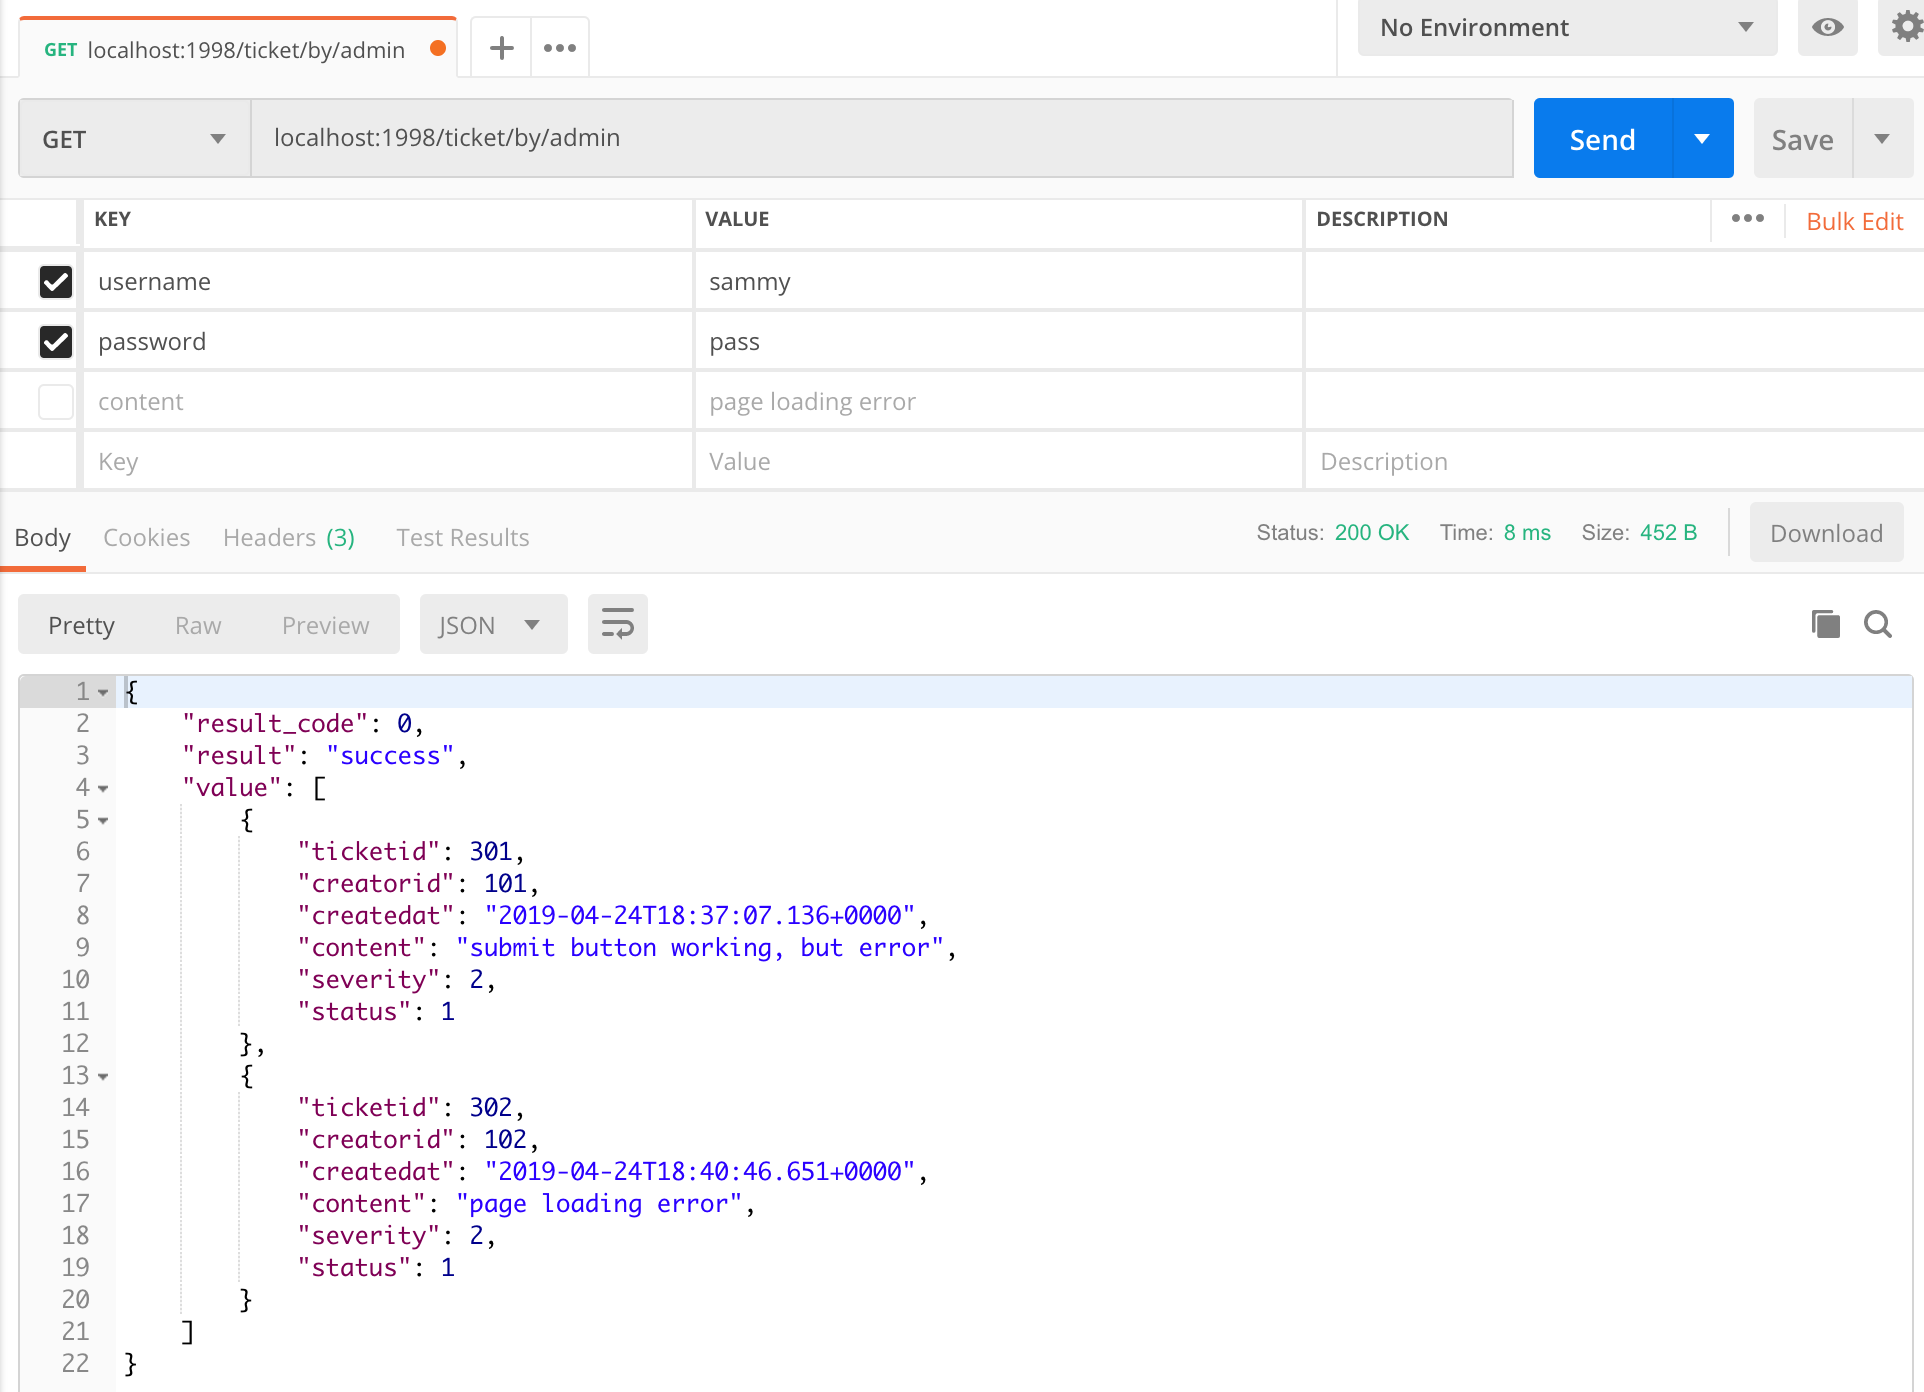 GET localhost:1998/ticket/by/admin
No Environment
GET localhost:1998/ticket/by/admin Send Save
KEY VALUE DESCRIPTION Bulk Edit
username sammy
password pass
content page loading error
Key Value Description
Body Cookies Headers (3) Test Results Status: 200 OK Time: 8 ms Size: 452 B Download
Pretty Raw Preview JSON
1 {
2 "result_code": 0,
3 "result": "success",
4 "value": [
5 {
6 "ticketid": 301,
7 "creatorid": 101,
8 "createdat": "2019-04-24T18:37:07.136+0000",
9 "content": "submit button working, but error",
10 "severity": 2,
11 "status": 1
12 },
13 {
14 "ticketid": 302,
15 "creatorid": 102,
16 "createdat": "2019-04-24T18:40:46.651+0000",
17 "content": "page loading error",
18 "severity": 2,
19 "status": 1
20 }
21 ]
22 }